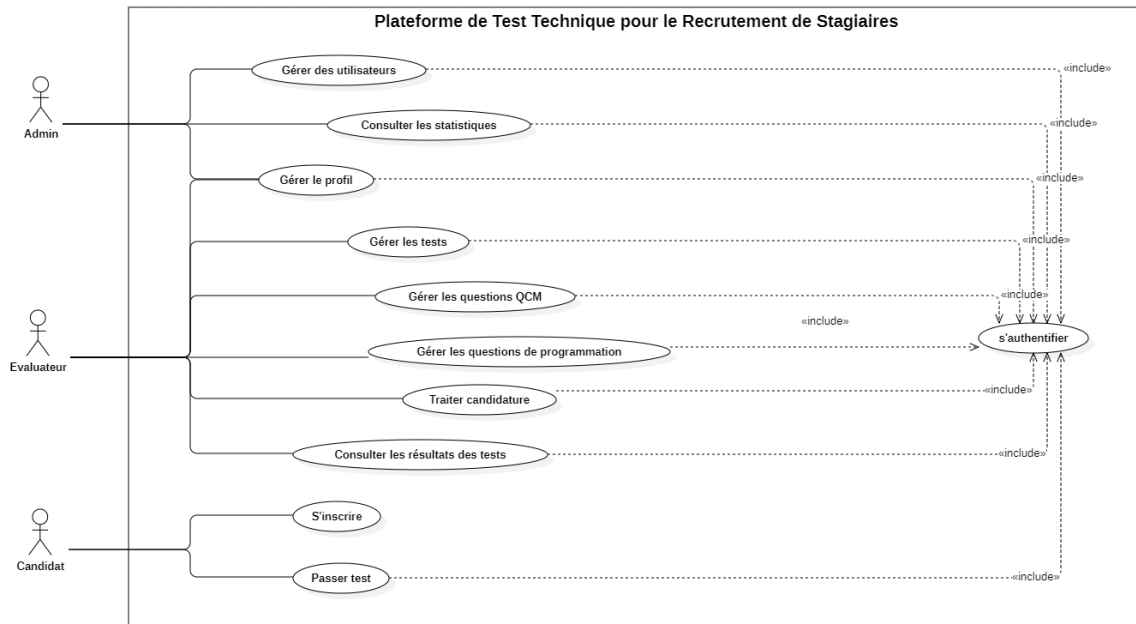 Plateforme de Test Technique pour le Recrutement de Stagiaires
Gérer des utilisateurs
«include»
Admin
Consulter les statistiques
«include»
Gérer le profil
«include»
Gérer les tests
«include»
Gérer les questions QCM
«include»
Evaluateur
«include»
Gérer les questions de programmation
s'authentifier
Traiter candidature
«include»
Consulter les résultats des tests
«include»
Candidat
S'inscrire
Passer test
«include»